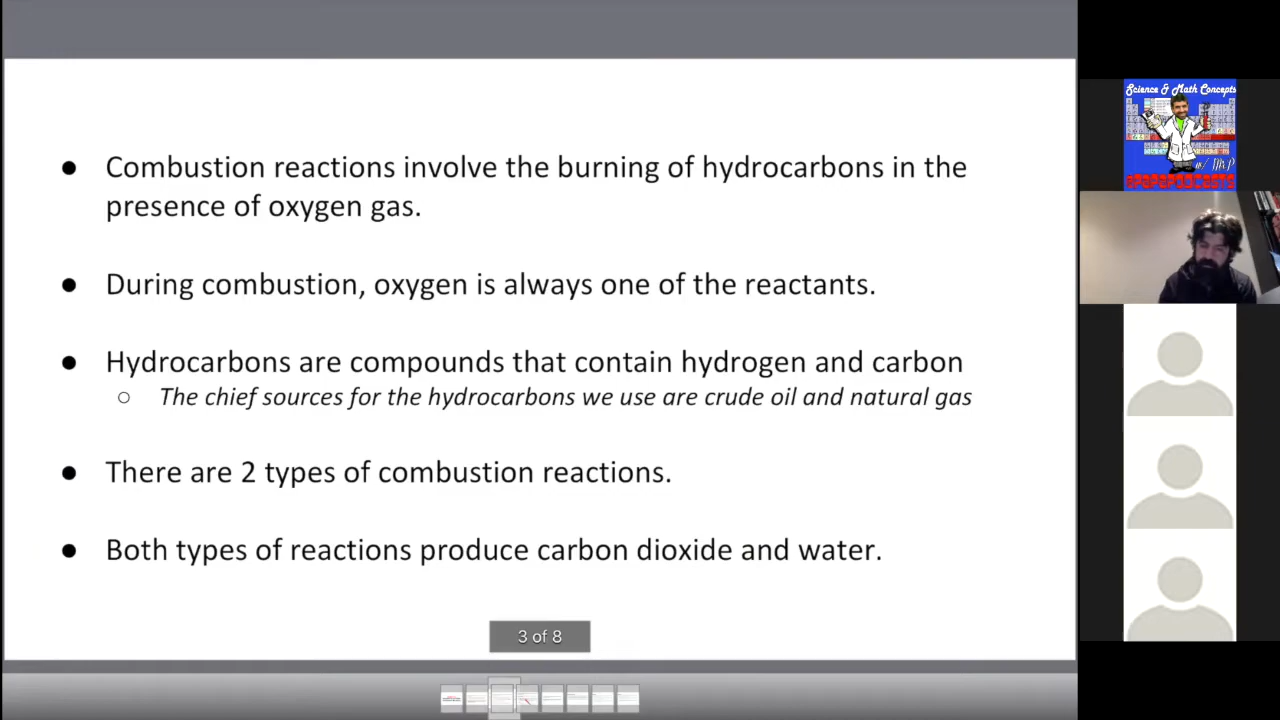 Combustion reactions involve the burning of hydrocarbons in the
presence of oxygen gas.
During combustion, oxygen is always one of the reactants.
Hydrocarbons are compounds that contain hydrogen and carbon
The chief sources for the hydrocarbons we use are crude oil and natural gas
There are 2 types of combustion reactions.
Both types of reactions produce carbon dioxide and water.
3 of 8
Science & Math Concepts
w/ Mr.P
#PAPAPODCASTS